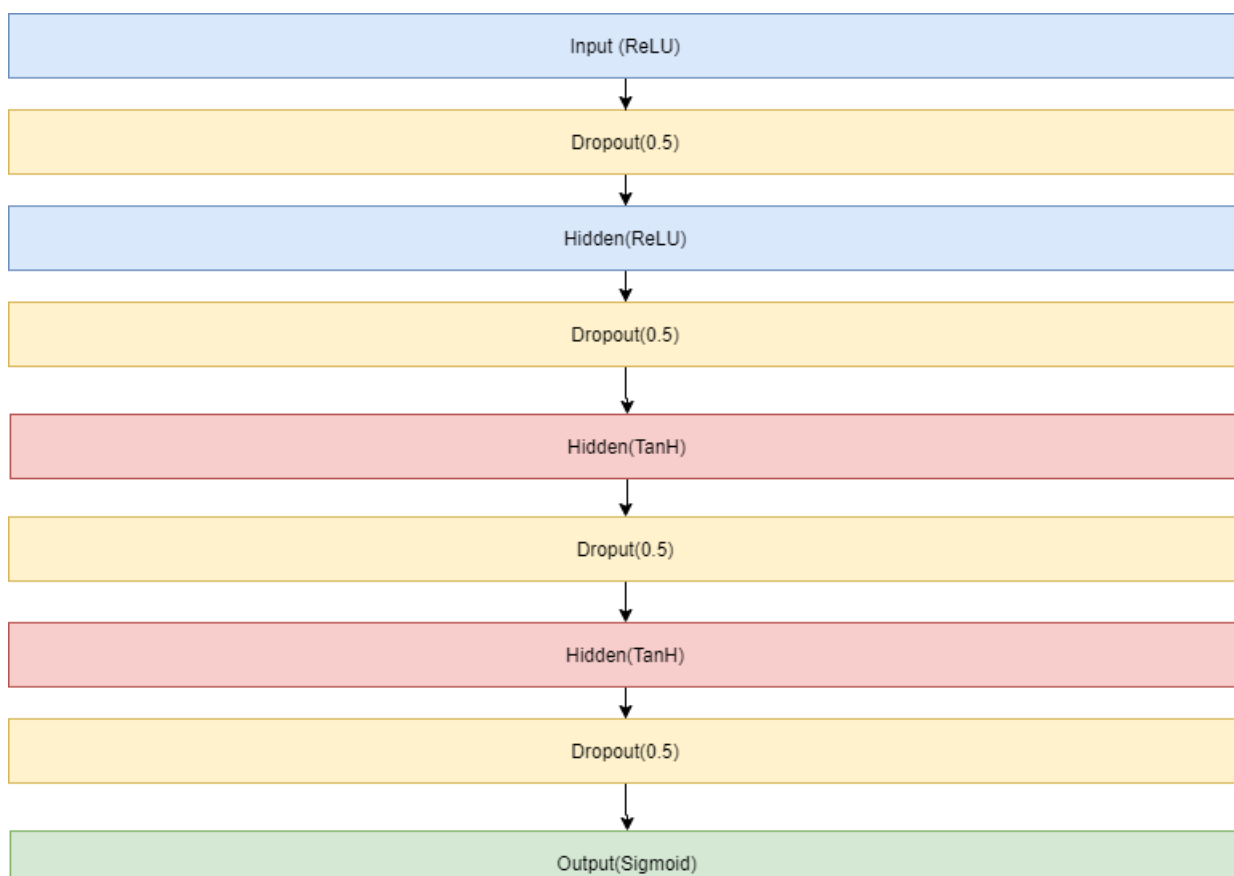 Input (ReLU)
Dropout(0.5)
Hidden(ReLU)
Dropout(0.5)
Hidden(TanH)
Droput(0.5)
Hidden(TanH)
Dropout(0.5)
Output(Sigmoid)